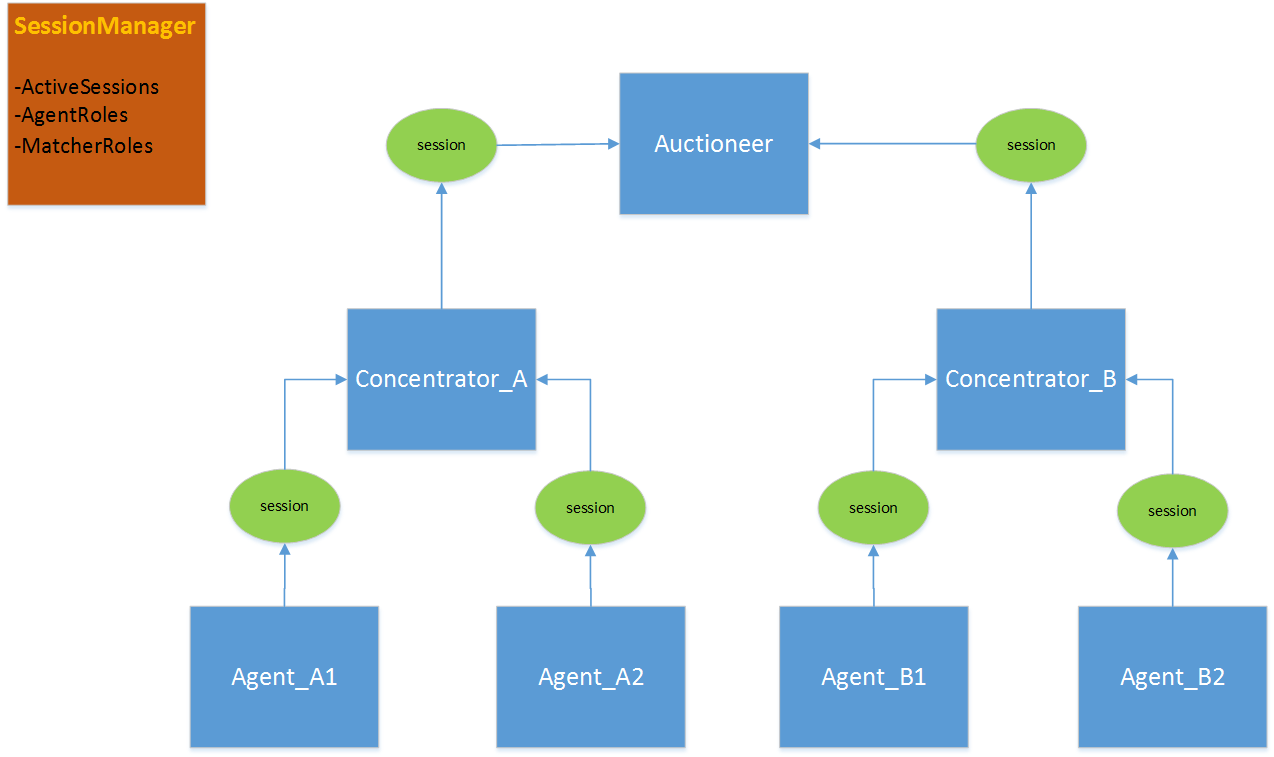 SessionManager
-ActiveSessions
-AgentRoles
-MatcherRoles
session
Auctioneer
session
Concentrator_A
Concentrator_B
session
session
session
session
Agent_A1
Agent_A2
Agent_B1
Agent_B2